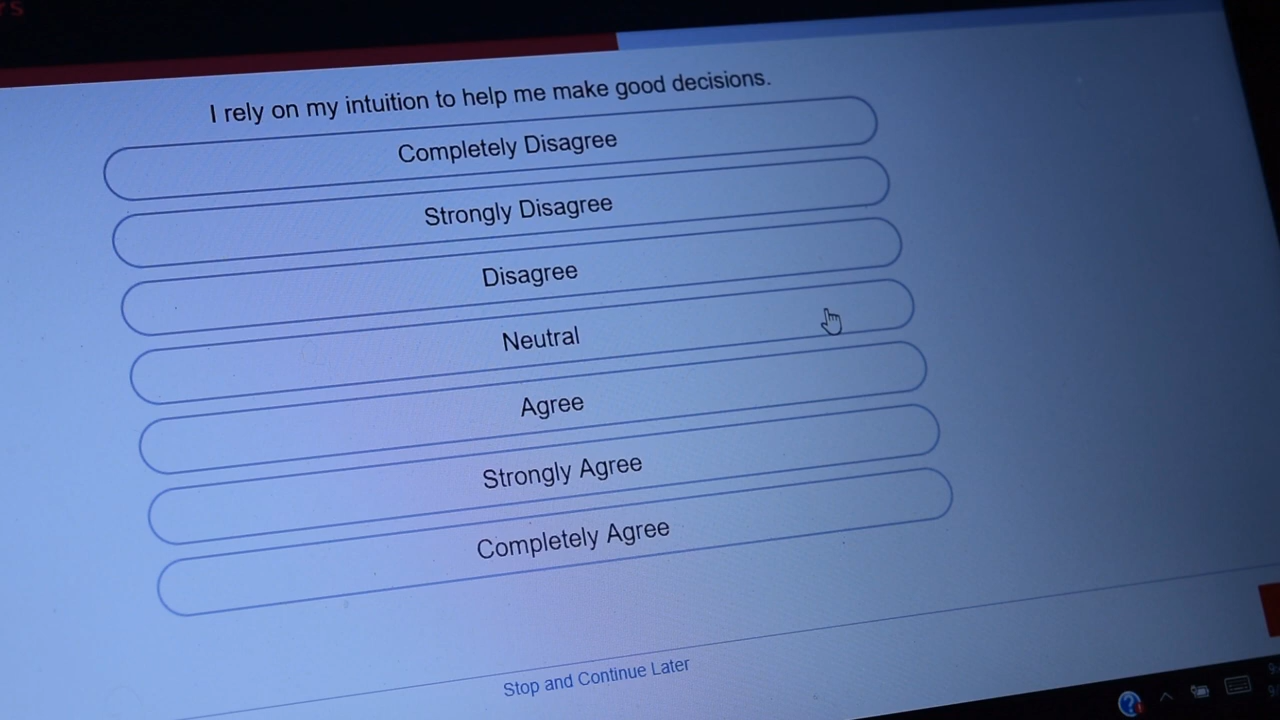 I rely on my intuition to help me make good decisions.
Completely Disagree
Strongly Disagree
Disagree
Neutral
Agree
Strongly Agree
Completely Agree
Stop and Continue Later